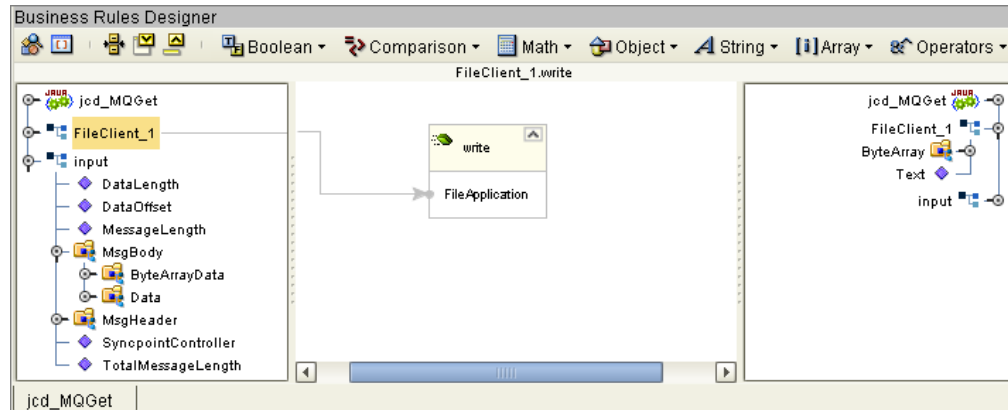 Business Rules Designer
Boolean Comparison Math Object String Array Operators
FileClient_1.write
jcd_MQGet
FileClient_1
input
DataLength
DataOffset
MessageLength
MsgBody
ByteArrayData
Data
MsgHeader
SyncpointController
TotalMessageLength
write
FileApplication
jcd_MQGet
FileClient_1
ByteArray
Text
input
jcd_MQGet